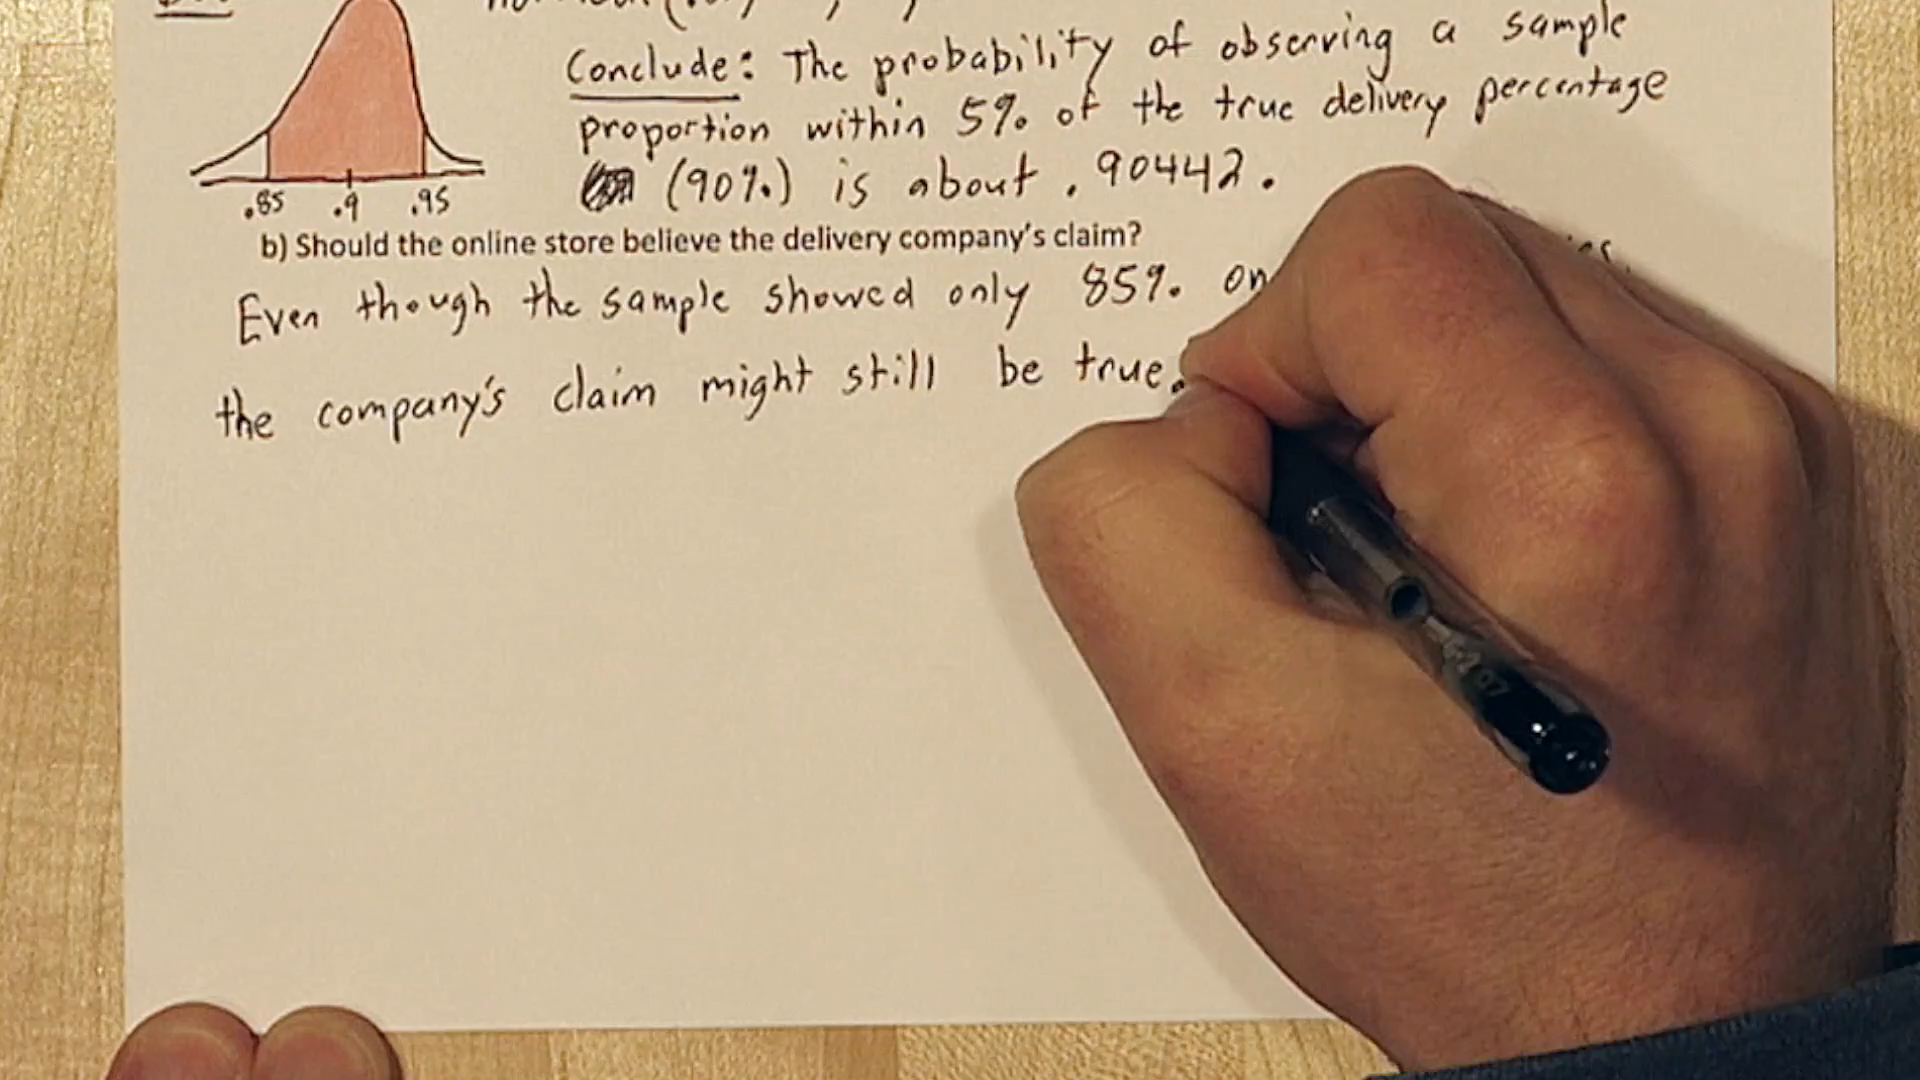 Conclude: The probability of observing a sample
proportion within 5% of the true delivery percentage
(90%) is about .90442.
.85 .9 .95
b) Should the online store believe the delivery company's claim?
Even though the sample showed only 85% on
the company's claim might still be true.